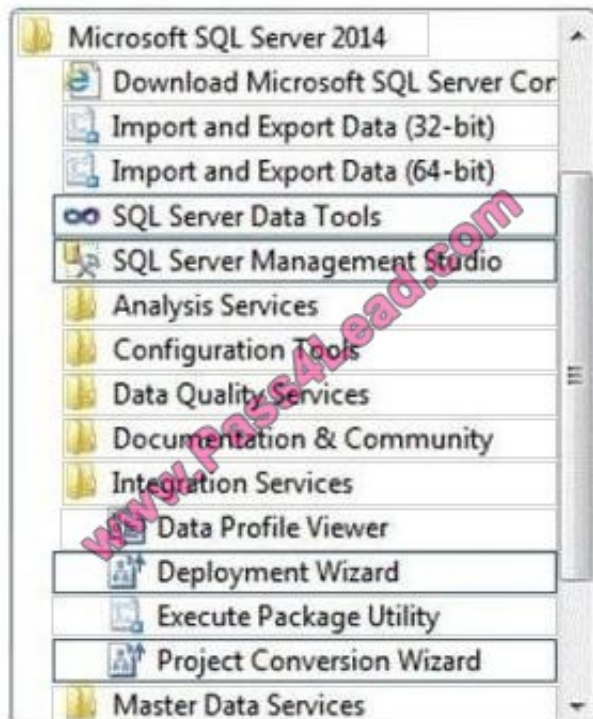 Microsoft SQL Server 2014
Download Microsoft SQL Server Cor
Import and Export Data (32-bit)
Import and Export Data (64-bit)
SQL Server Data Tools
SQL Server Management Studio
Analysis Services
Configuration Tools
Data Quality Services
Documentation & Community
Integration Services
Data Profile Viewer
Deployment Wizard
Execute Package Utility
Project Conversion Wizard
Master Data Services
www.Pass4Lead.com